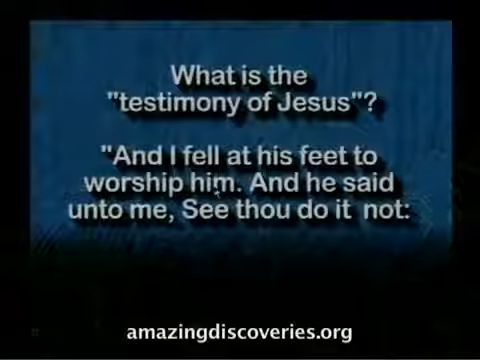 What is the
"testimony of Jesus"?
"And I fell at his feet to
worship him. And he said
unto me, See thou do it not:
amazingdiscoveries.org